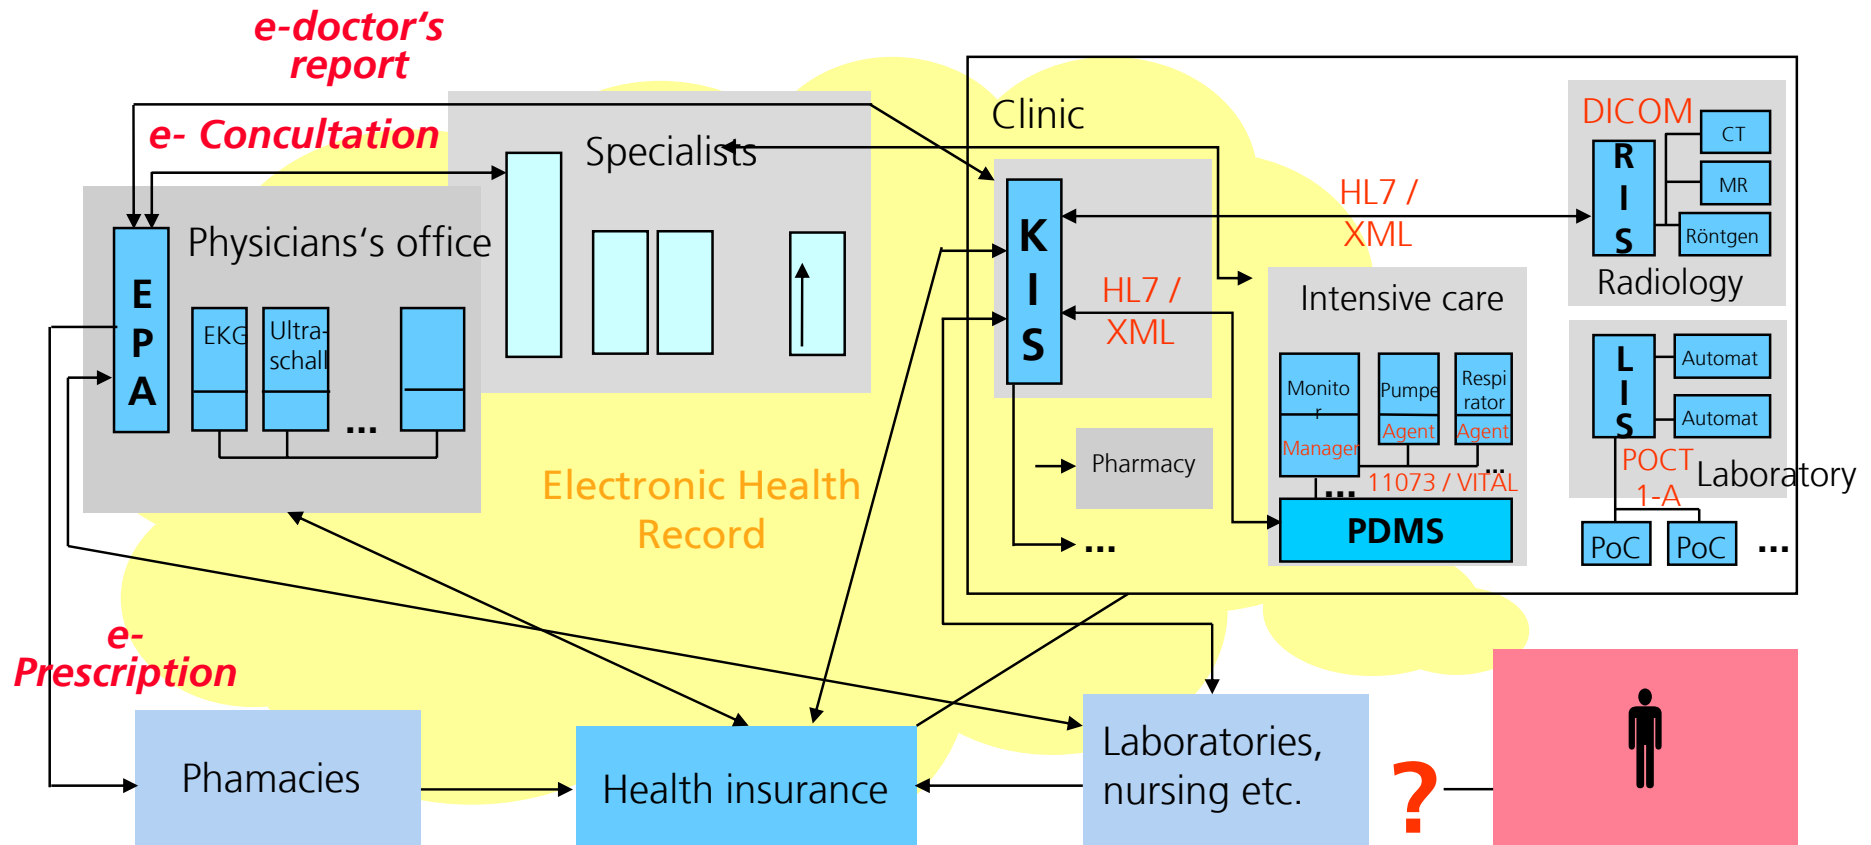 e-doctor‘s
report
e- Concultation
Specialists
Clinic
Physicians‘s office
E
P
A
EKG
Ultra-
schall
...
K
I
S
HL7 /
XML
HL7 /
XML
DICOM
R
I
S
CT
MR
Röntgen
Radiology
Intensive care
Monito
r
Manager
Pumpe
Agent
Respi
rator
Agent
...
...
11073 / VITAL
PDMS
L
I
S
Automat
Automat
POCT
1-A
Laboratory
PoC
PoC
...
Pharmacy
...
Electronic Health
Record
e-
Prescription
Phamacies
Health insurance
Laboratories,
nursing etc.
?